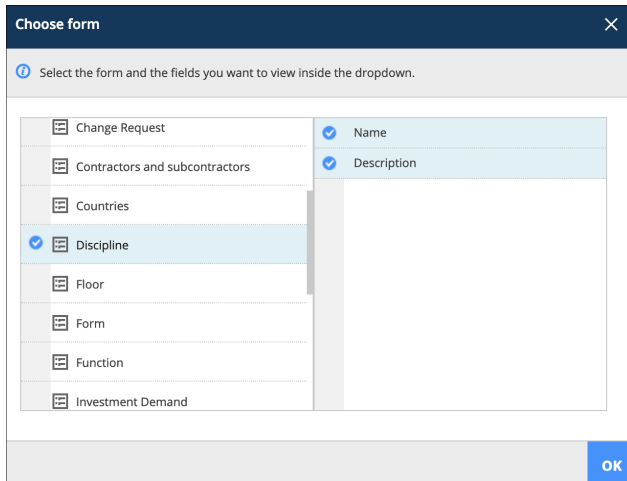 Choose form
Select the form and the fields you want to view inside the dropdown.
Change Request
Contractors and subcontractors
Countries
Discipline
Floor
Form
Function
Investment Demand
Name
Description
OK